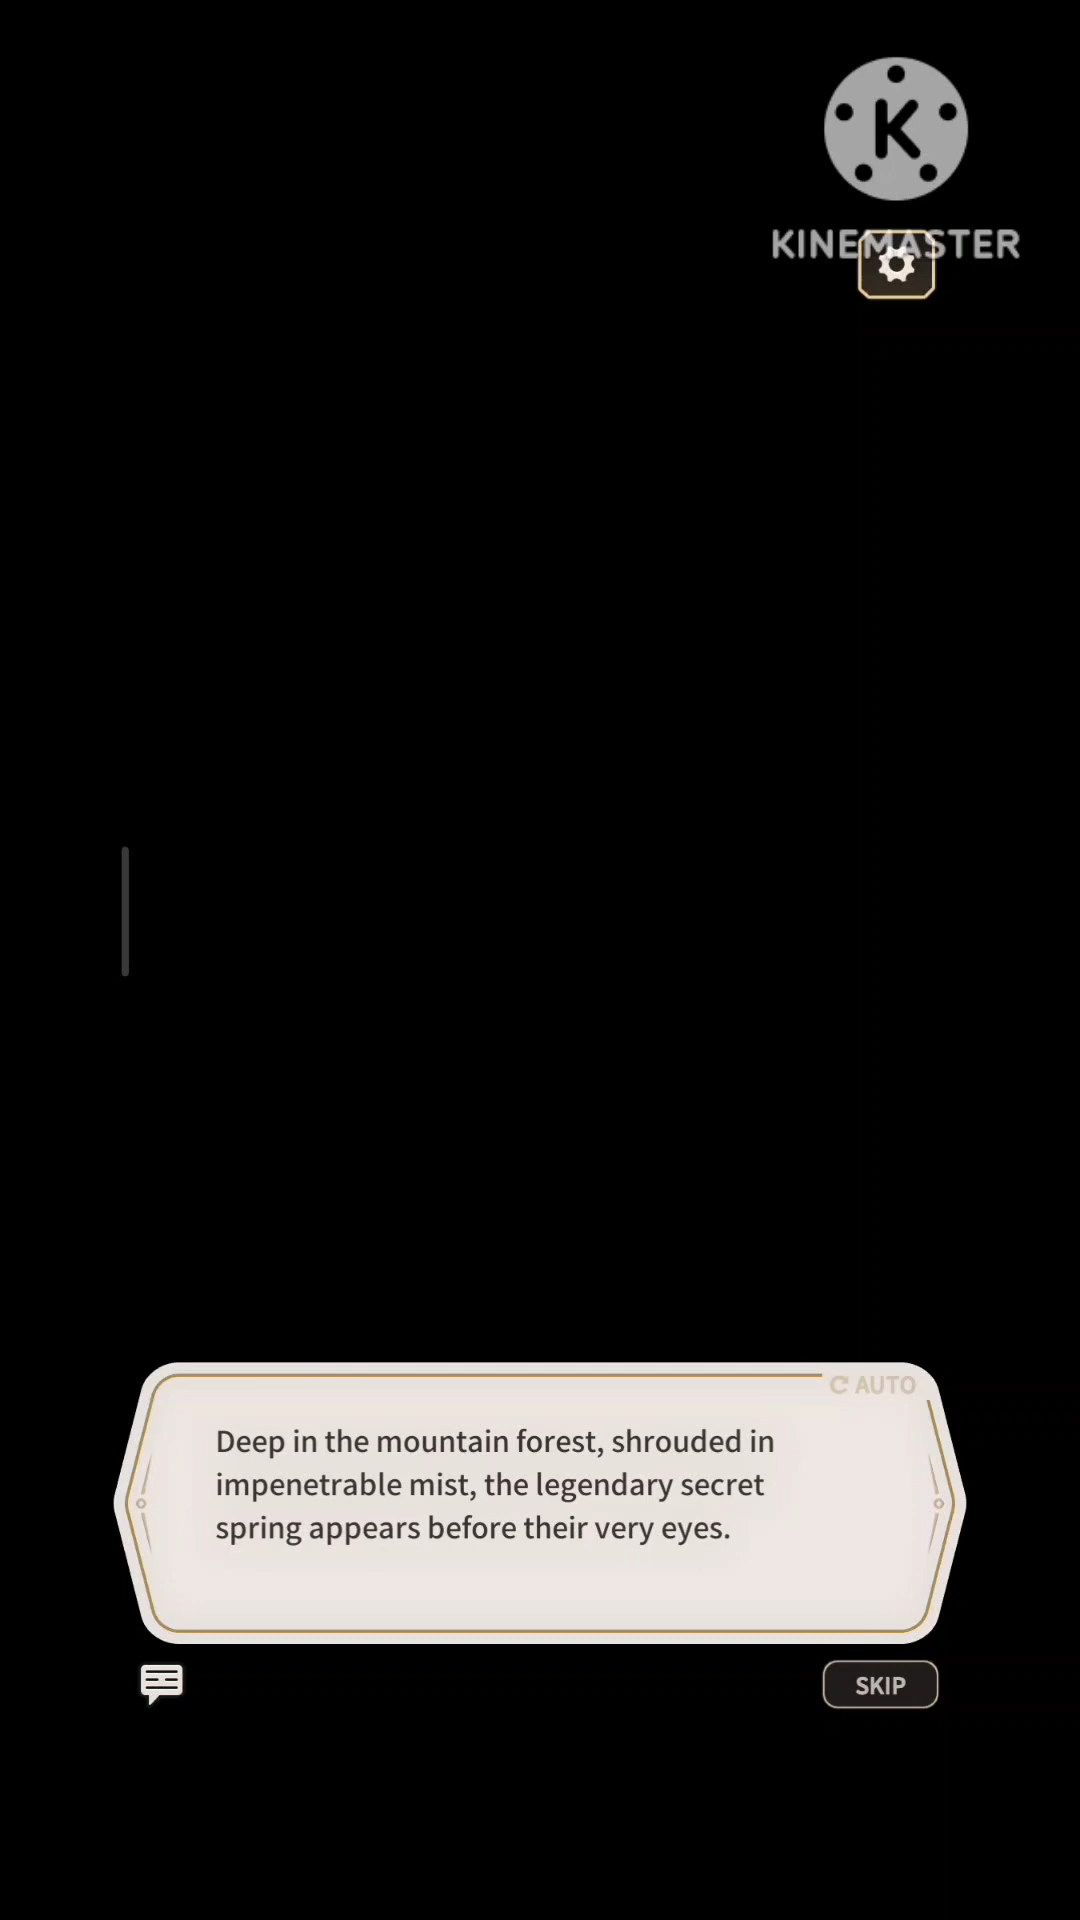 K
KINEMASTER
AUTO
Deep in the mountain forest, shrouded in
impenetrable mist, the legendary secret
spring appears before their very eyes.
SKIP